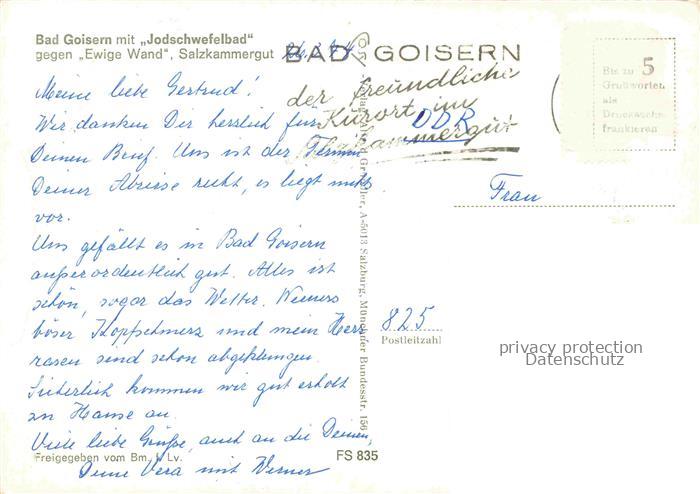 Bad Goisern mit „Jodschwefelbad"
gegen „Ewige Wand", Salzkammergut
BAD GOISERN
der freundliche
Kurort im
Salzkammergut
Bis zu 5
Grußworten
als
Drucksache
frankieren
Meine liebe Gertrud!
Wir danken Dir herzlich für
Deinen Brief. Uns ist der Termin
Deiner Abreise recht, es liegt nichts
vor.
Uns gefällt es in Bad Goisern
außerordentlich gut. Alles ist
schön, sogar das Wetter. Werners
böser Kopfschmerz und mein Herz-
rasen sind schon abgeklungen.
Sicherlich kommen wir gut erholt
zu Hause an.
Viele liebe Grüße, auch an die Deinen,
Deine Vera mit Werner
DDR
Frau
825
Postleitzahl
A-5013 Salzburg, Münchner Bundesstr. 156
privacy protection
Datenschutz
Freigegeben vom Bm. f. Lv.
FS 835